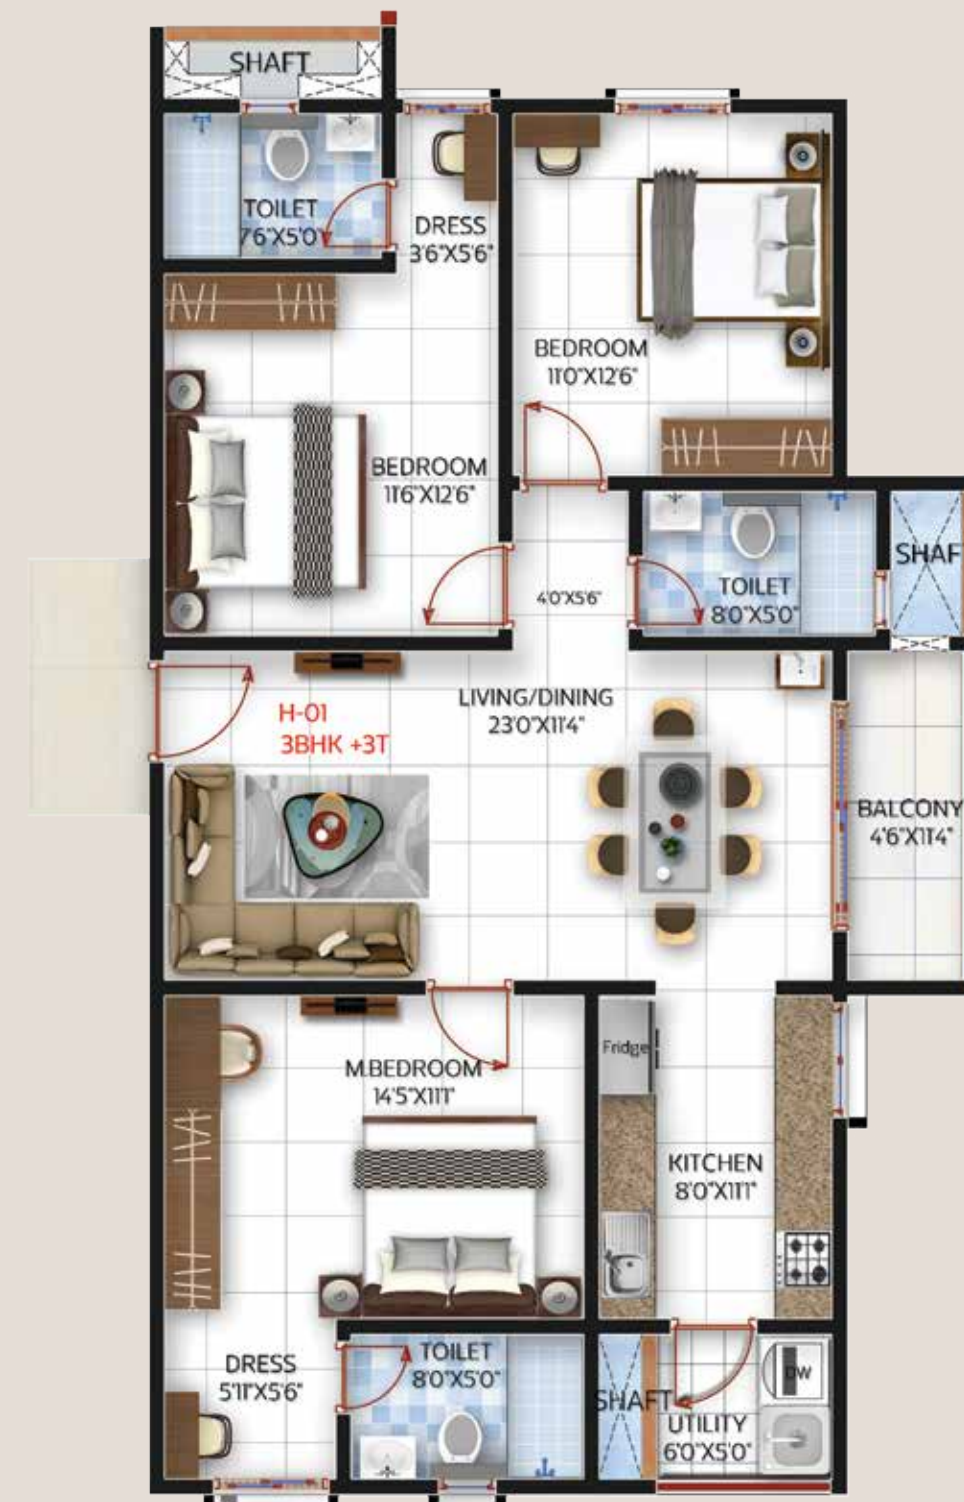 SHAFT
TOILET
7'6"X5'0"
DRESS
3'6"X5'6"
BEDROOM
11'0"X12'6"
BEDROOM
11'6"X12'6"
4'0"X5'6"
TOILET
8'0"X5'0"
SHAF
LIVING/DINING
23'0"X11'4"
H-01
3BHK +3T
BALCONY
4'6"X11'4"
Fridge
M.BEDROOM
14'5"X11'1"
KITCHEN
8'0"X11'1"
DRESS
5'11"X5'6"
TOILET
8'0"X5'0"
SHAFT
DW
UTILITY
6'0"X5'0"